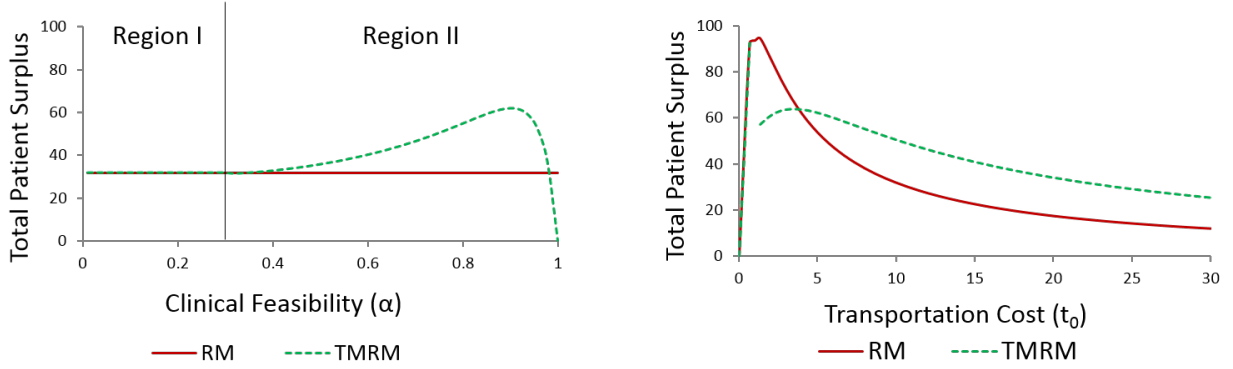 Total Patient Surplus
100
80
60
40
20
0
Region I
Region II
0
0.2
0.4
0.6
0.8
1
Clinical Feasibility (α)
RM
TMRM
Total Patient Surplus
100
80
60
40
20
0
0
5
10
15
20
25
30
Transportation Cost (t₀)
RM
TMRM